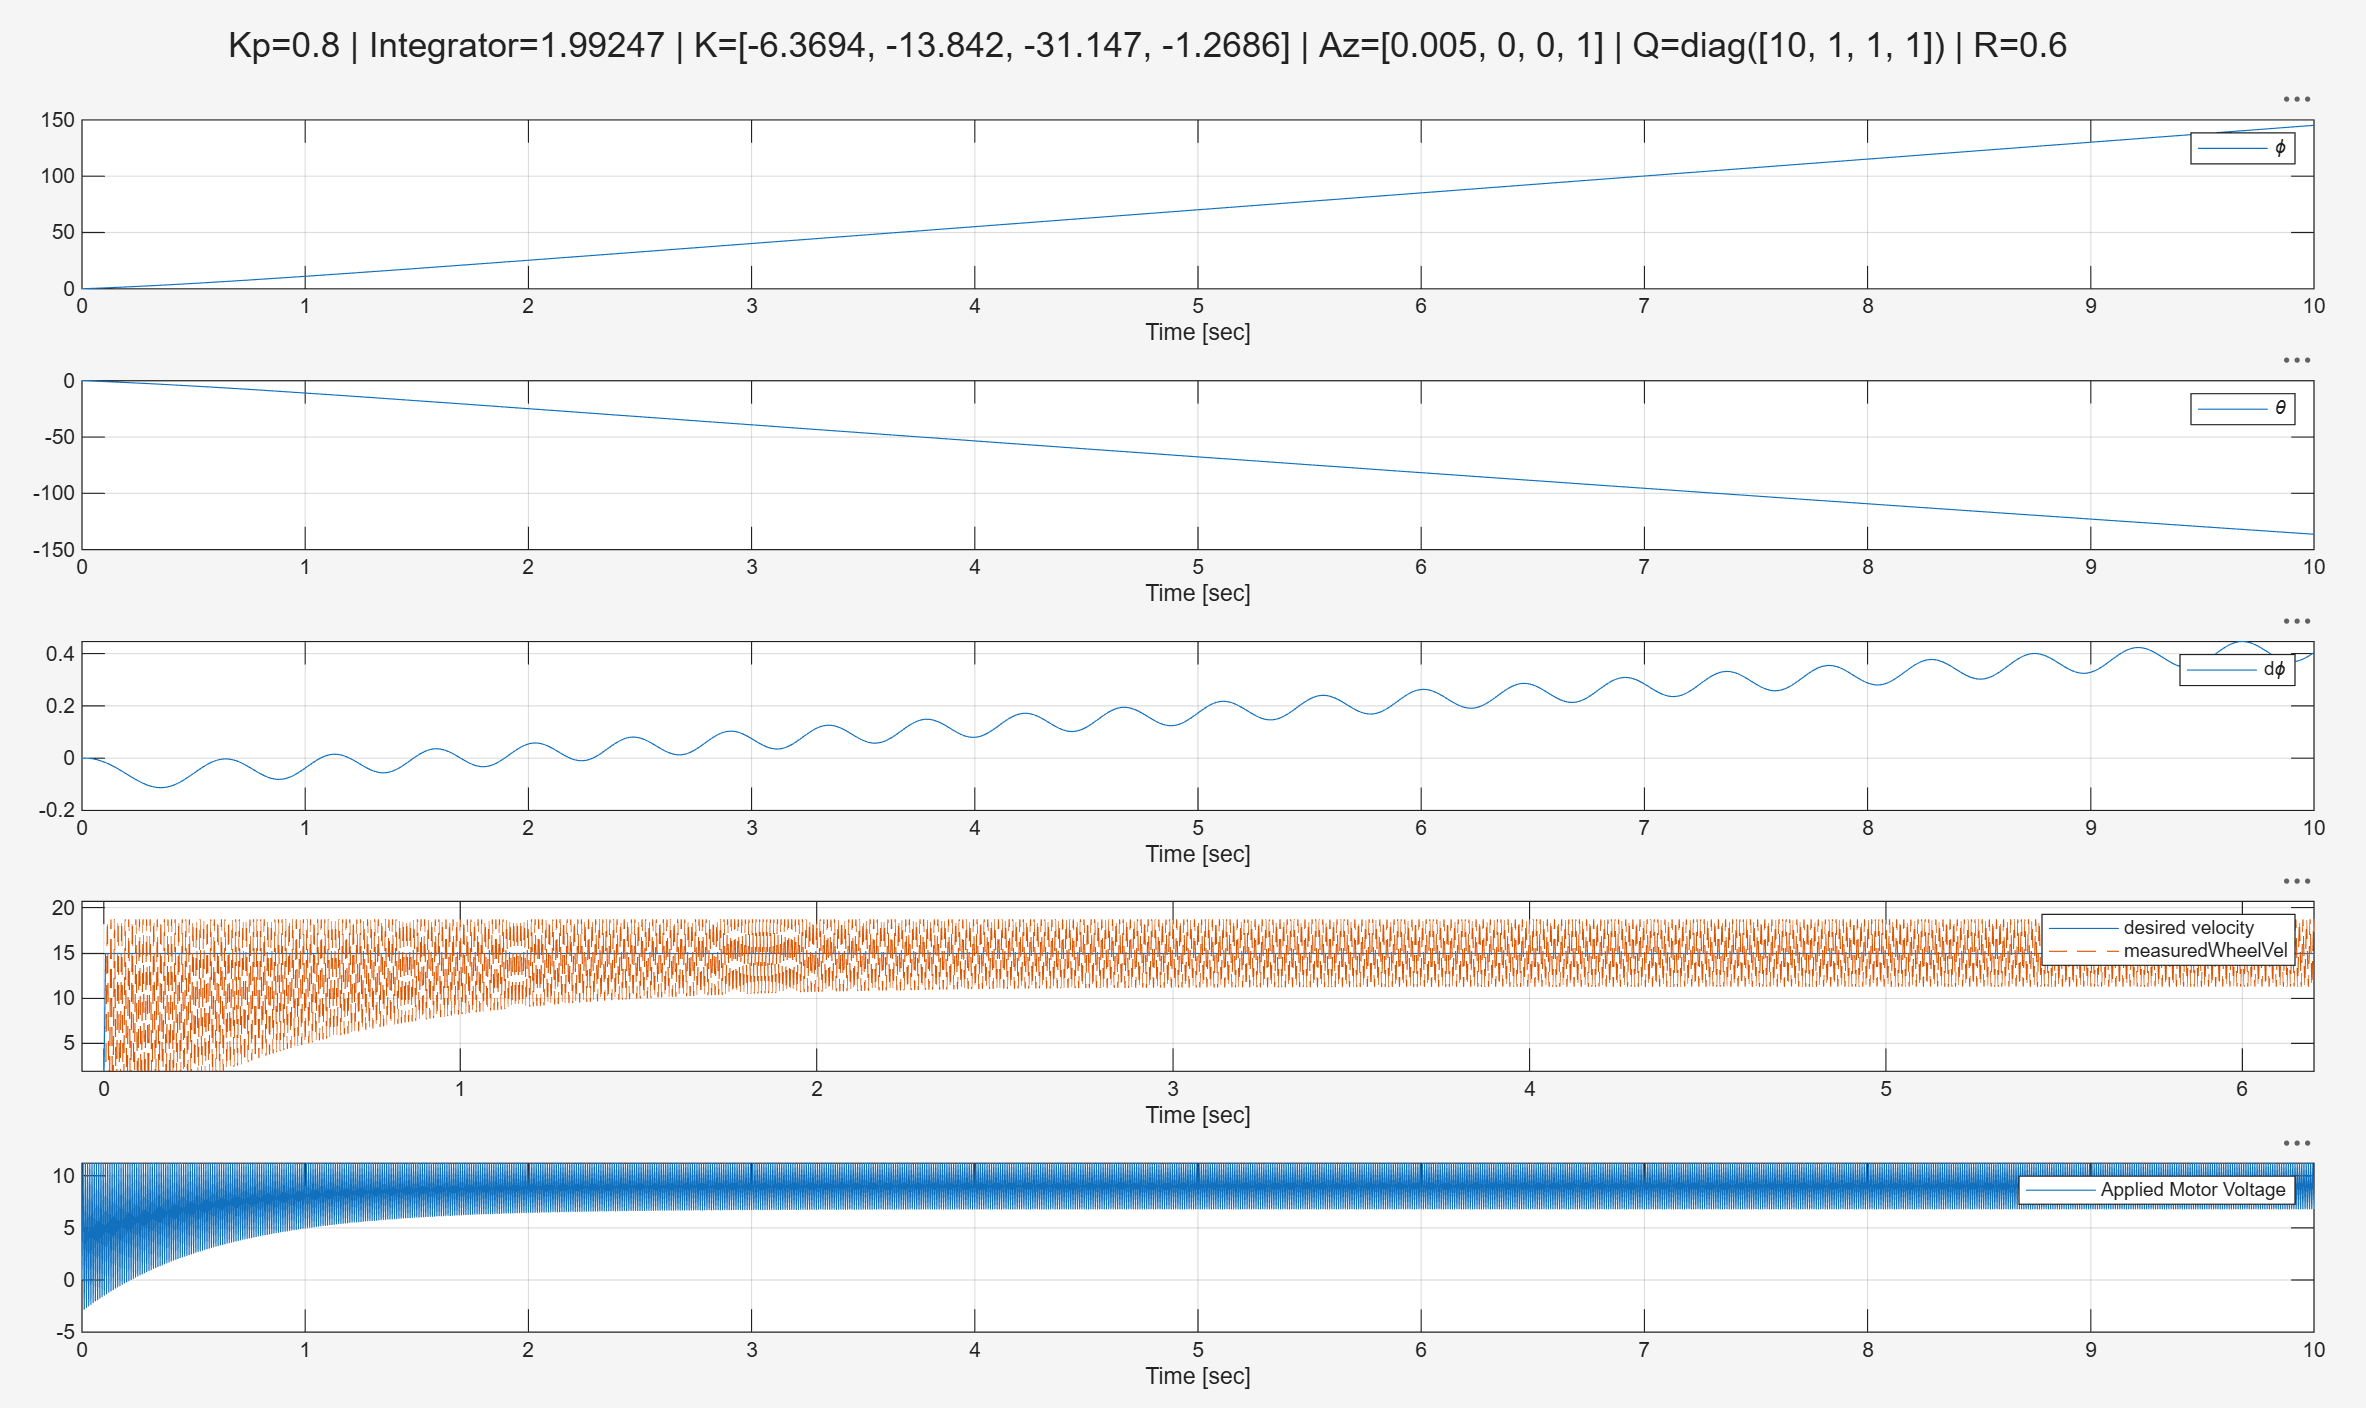 Kp=0.8 | Integrator=1.99247 | K=[-6.3694, -13.842, -31.147, -1.2686] | Az=[0.005, 0, 0, 1] | Q=diag([10, 1, 1, 1]) | R=0.6
150
100
50
0
ϕ
0 1 2 3 4 5 6 7 8 9 10
Time [sec]
0
-50
-100
-150
θ
0 1 2 3 4 5 6 7 8 9 10
Time [sec]
0.4
0.2
0
-0.2
dϕ
0 1 2 3 4 5 6 7 8 9 10
Time [sec]
20
15
10
5
desired velocity
measuredWheelVel
0 1 2 3 4 5 6
Time [sec]
10
5
0
-5
Applied Motor Voltage
0 1 2 3 4 5 6 7 8 9 10
Time [sec]